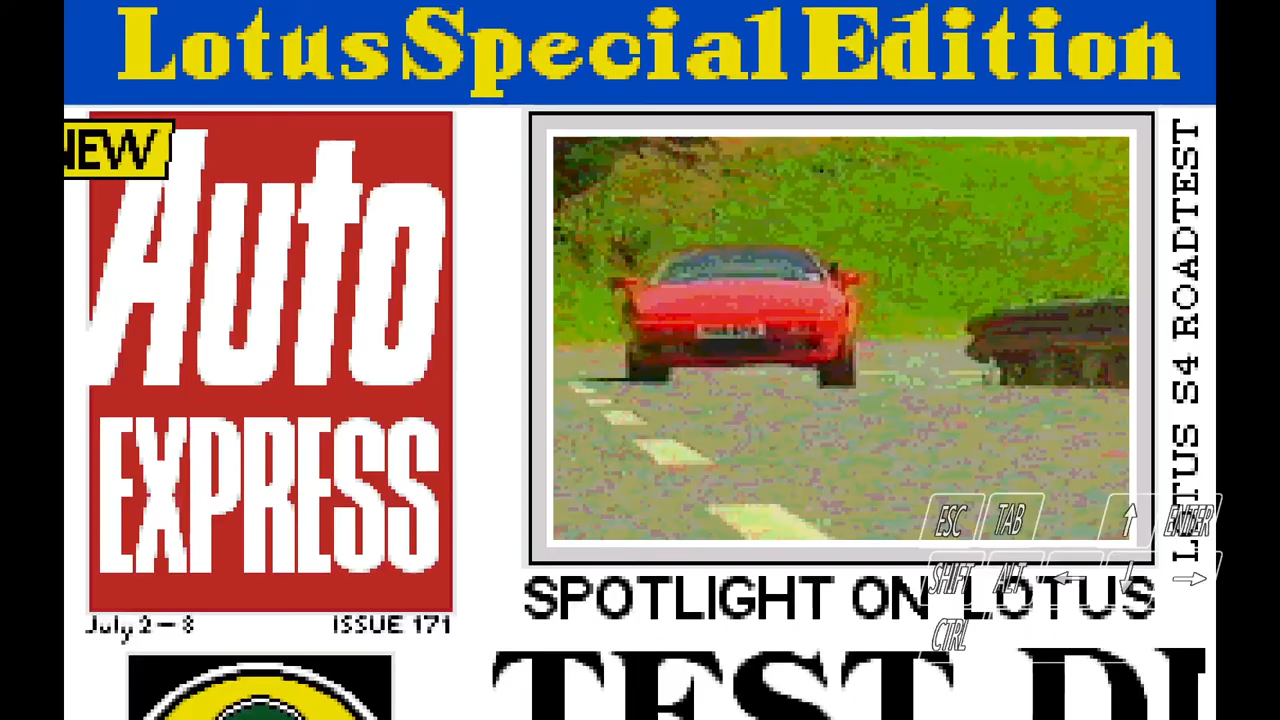 Lotus Special Edition
NEW
Auto
EXPRESS
July 2 - 8
ISSUE 171
LOTUS S4 ROADTEST
SPOTLIGHT ON LOTUS
TEST
ESC
TAB
↑
ENTER
SHIFT
ALT
←
↓
→
CTRL